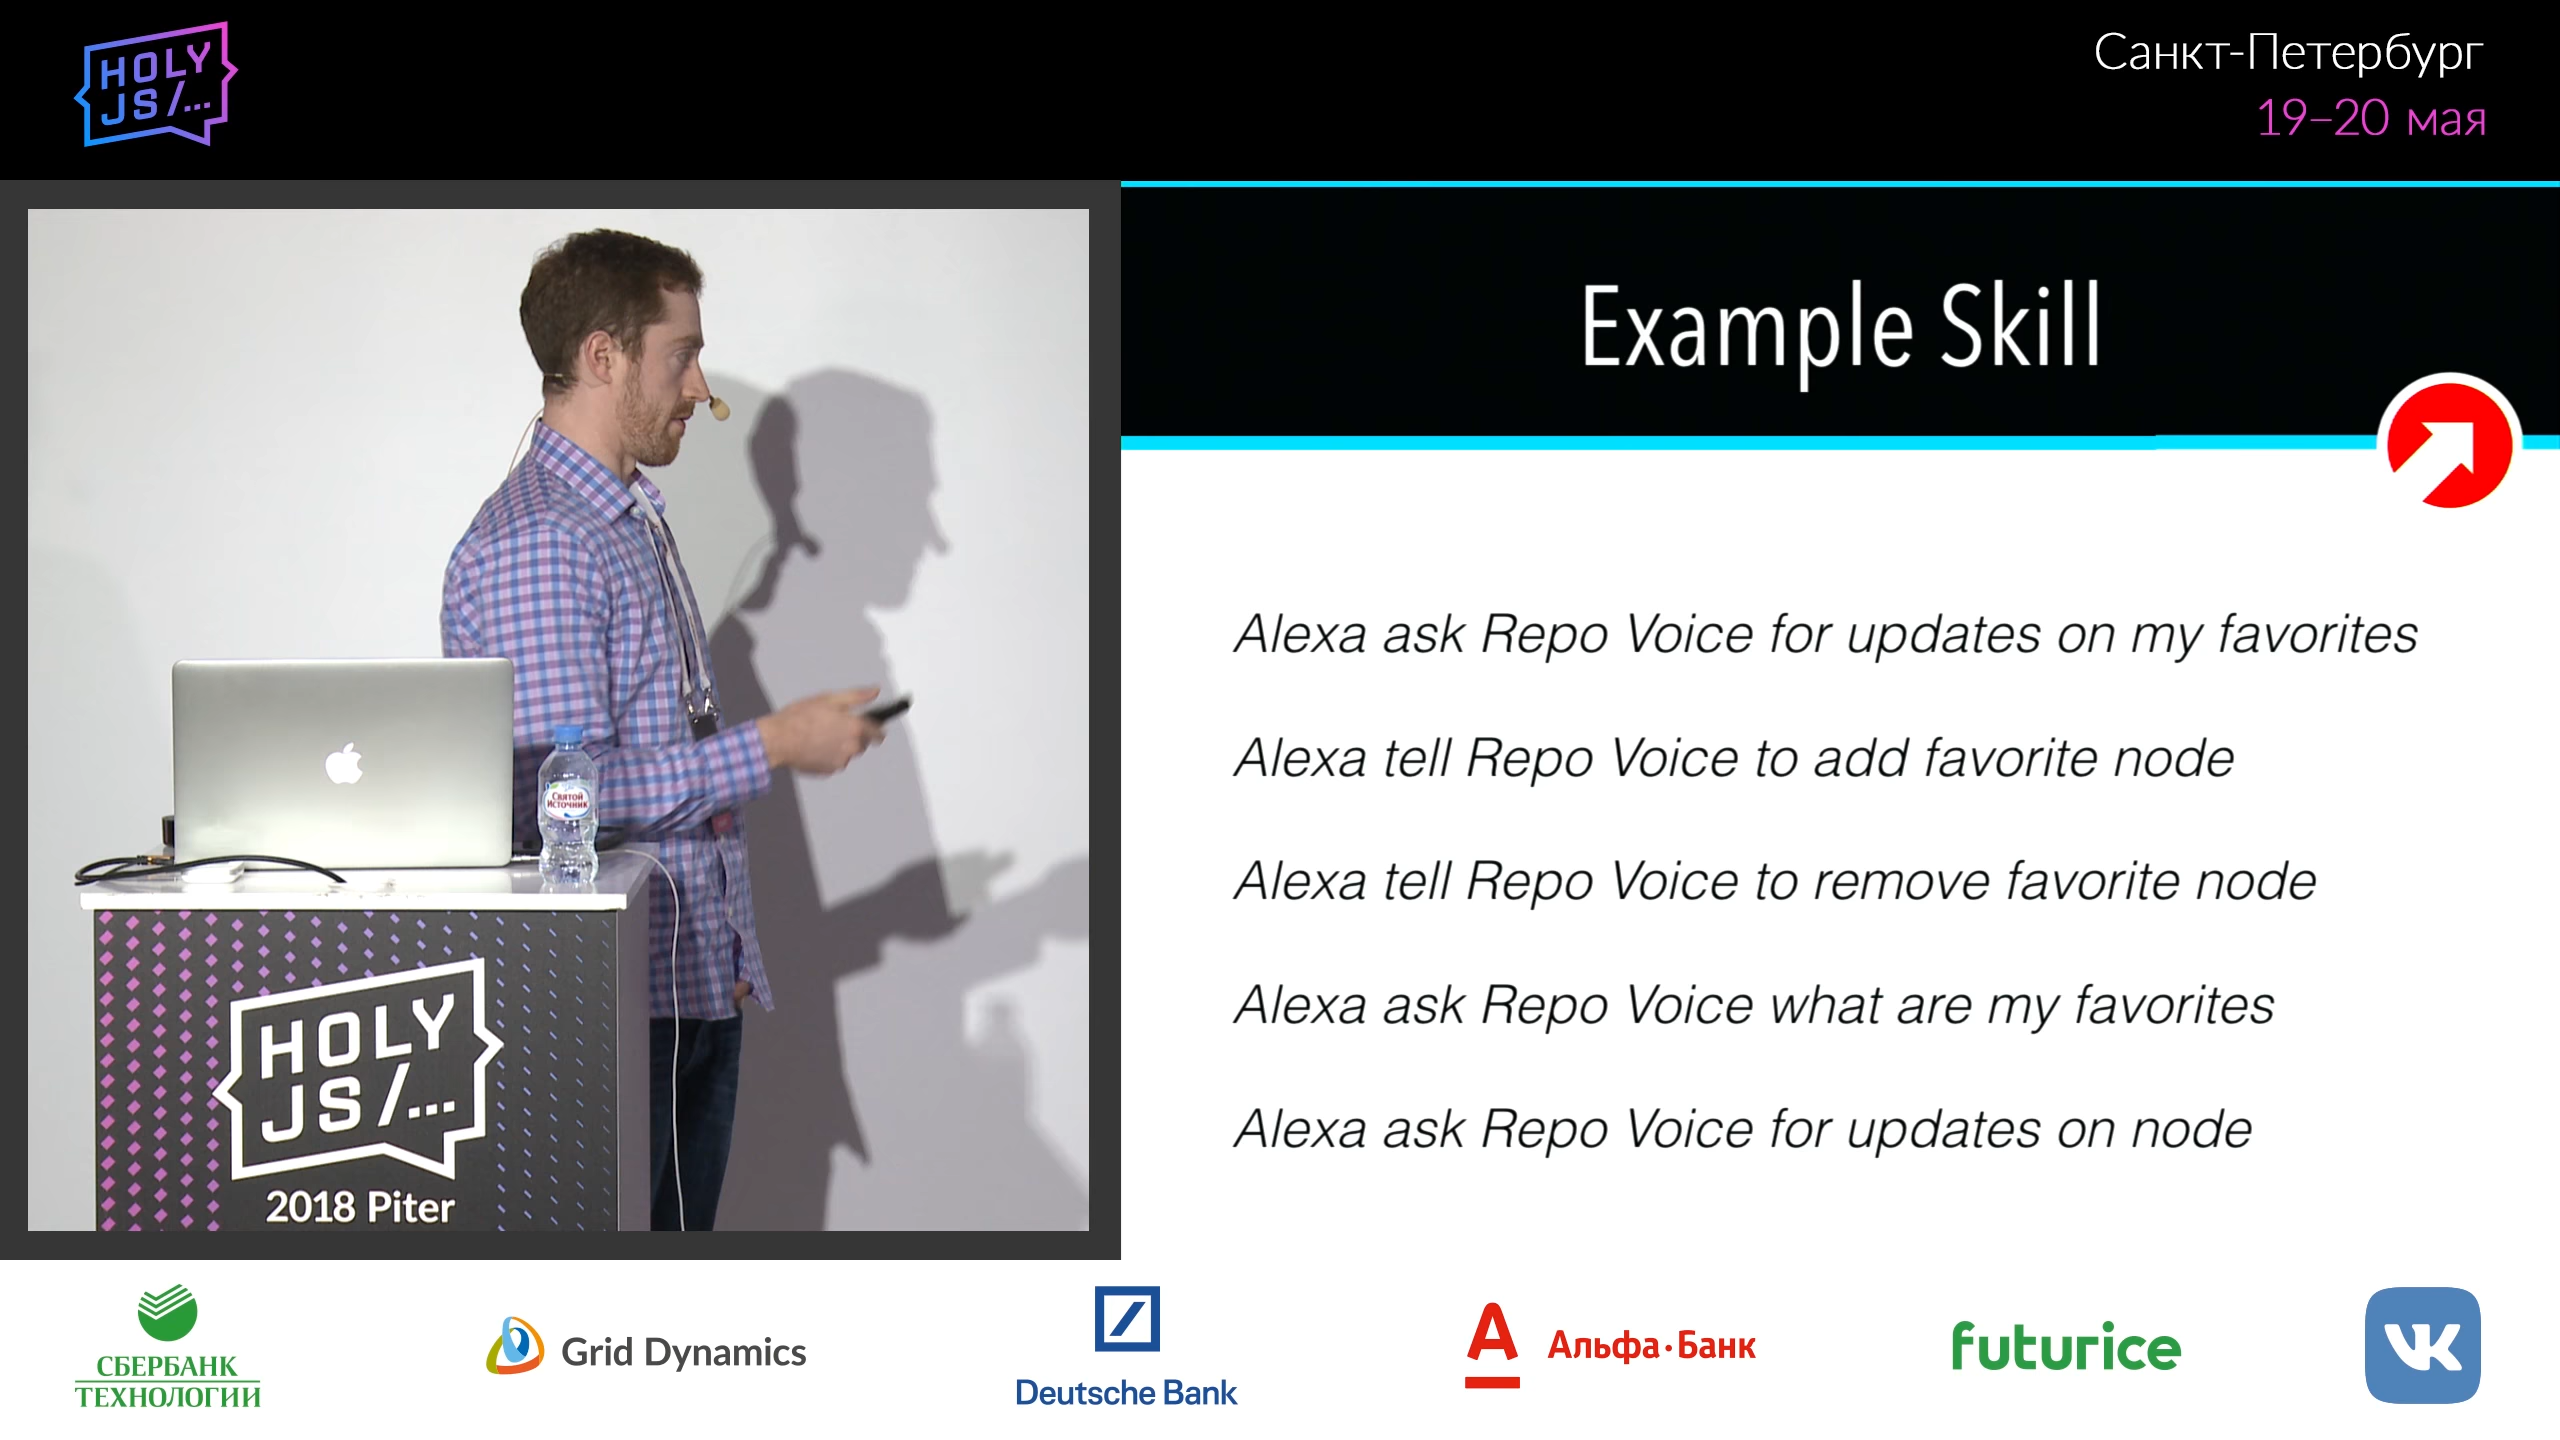 HOLY
JS/...
Санкт-Петербург
19–20 мая
Example Skill
Alexa ask Repo Voice for updates on my favorites
Alexa tell Repo Voice to add favorite node
Alexa tell Repo Voice to remove favorite node
Alexa ask Repo Voice what are my favorites
Alexa ask Repo Voice for updates on node
Святой
Источник
HOLY
JS/...
2018 Piter
СБЕРБАНК
ТЕХНОЛОГИИ
Grid Dynamics
Deutsche Bank
Альфа·Банк
futurice
VK